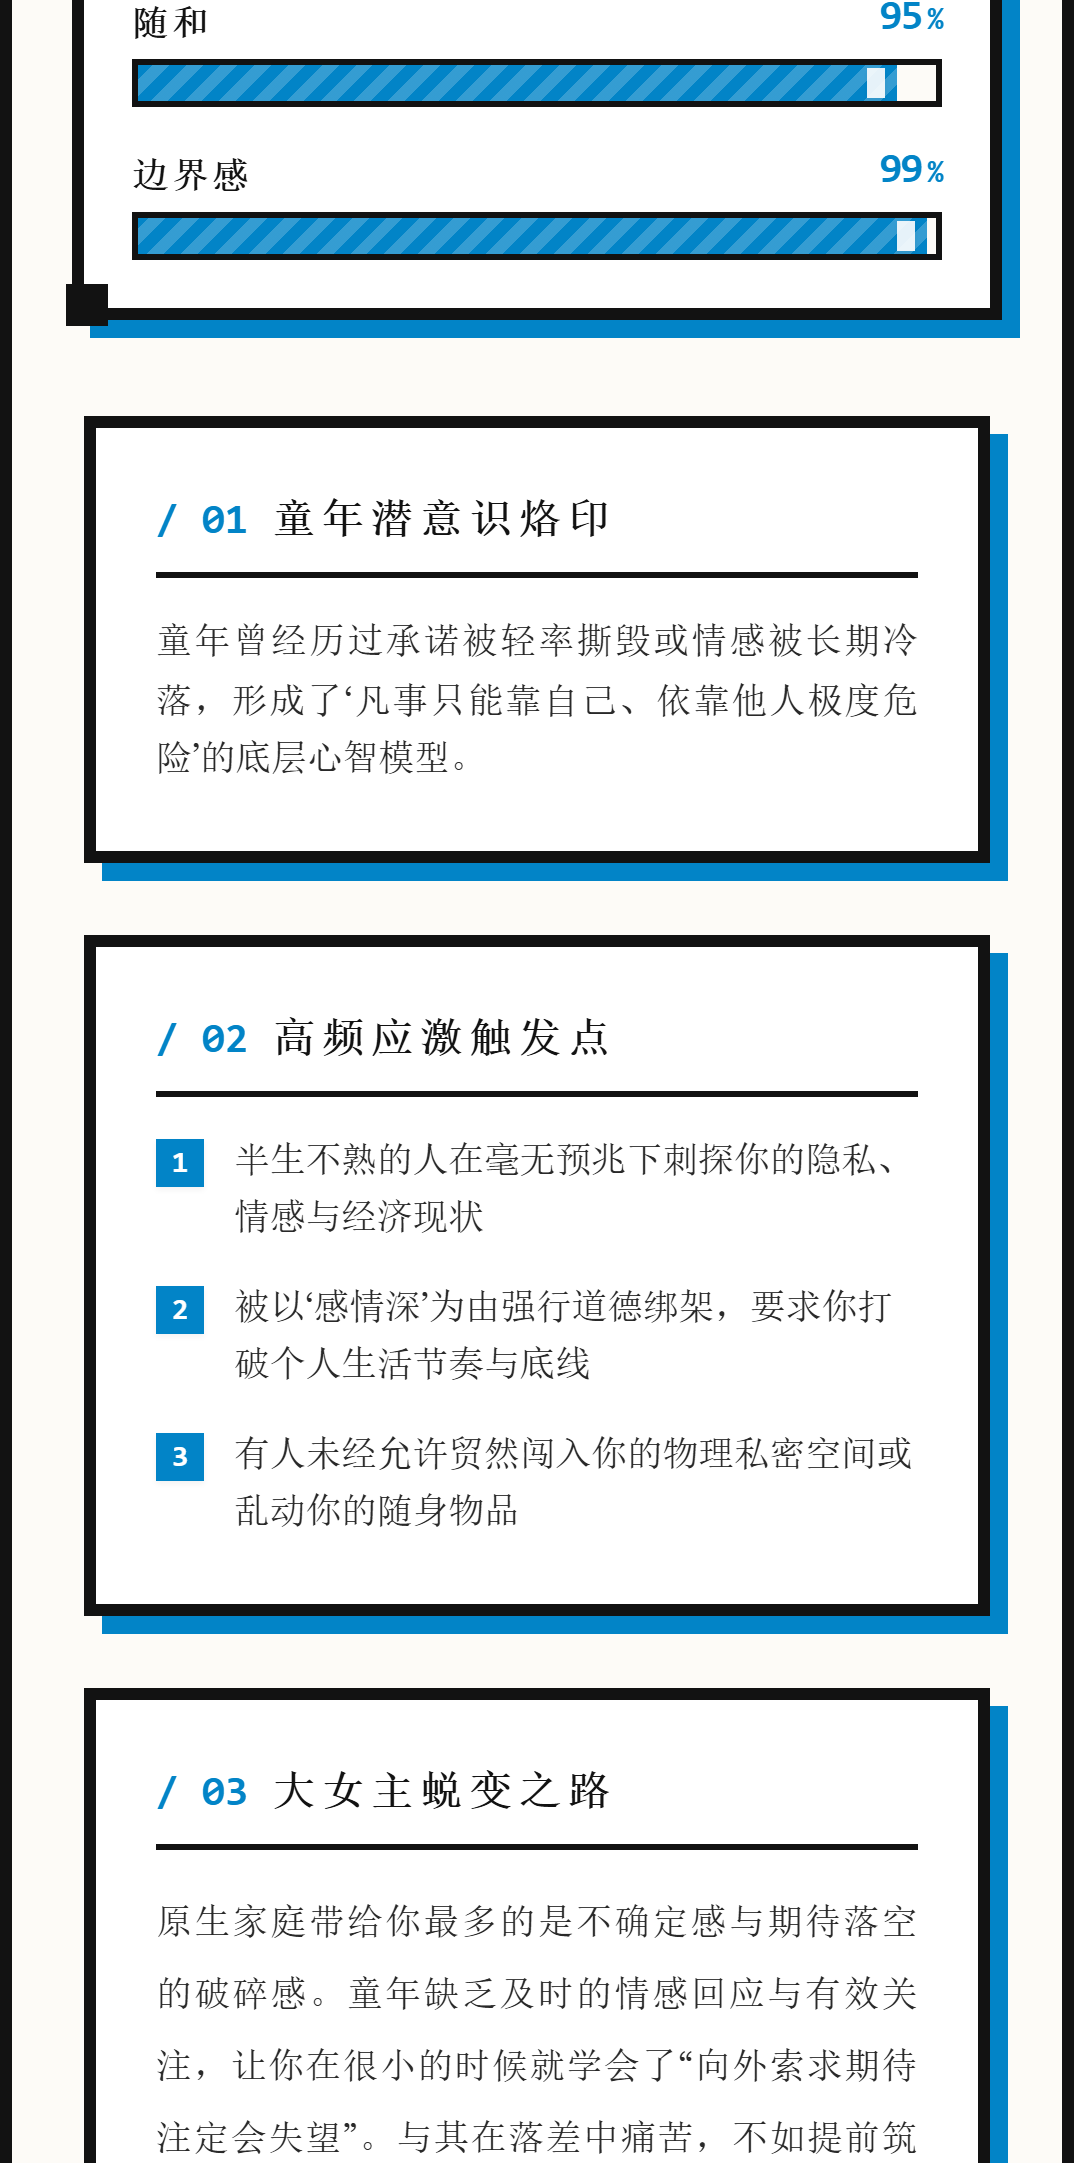 随和 95%
边界感 99%
/ 01 童年潜意识烙印
童年曾经历过承诺被轻率撕毁或情感被长期冷
落，形成了‘凡事只能靠自己、依靠他人极度危
险’的底层心智模型。
/ 02 高频应激触发点
1 半生不熟的人在毫无预兆下刺探你的隐私、
情感与经济现状
2 被以‘感情深’为由强行道德绑架，要求你打
破个人生活节奏与底线
3 有人未经允许贸然闯入你的物理私密空间或
乱动你的随身物品
/ 03 大女主蜕变之路
原生家庭带给你最多的是不确定感与期待落空
的破碎感。童年缺乏及时的情感回应与有效关
注，让你在很小的时候就学会了“向外索求期待
注定会失望”。与其在落差中痛苦，不如提前筑